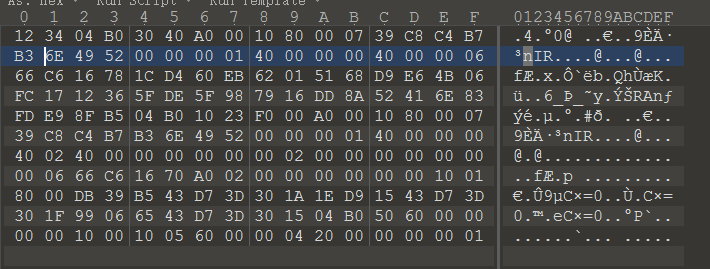 As: Hex Run Script Run Template
0 1 2 3 4 5 6 7 8 9 A B C D E F 0123456789ABCDEF
12 34 04 B0 30 40 A0 00 10 80 00 07 39 C8 C4 B7 .4.°0@ ..€..9ÈÄ·
B3 6E 49 52 00 00 00 01 40 00 00 00 40 00 00 06 ³nIR....@...@...
66 C6 16 78 1C D4 60 EB 62 01 51 68 D9 E6 4B 06 fÆ.x.Ô`ëb.QhÙæK.
FC 17 12 36 5F DE 5F 98 79 16 DD 8A 52 41 6E 83 ü..6_Þ_˜y.ÝŠRAnƒ
FD E9 8F B5 04 B0 10 23 F0 00 A0 00 10 80 00 07 ýé.µ.°.#ð. ..€..
39 C8 C4 B7 B3 6E 49 52 00 00 00 01 40 00 00 00 9ÈÄ·³nIR....@...
40 02 40 00 00 00 00 00 02 00 00 00 00 00 00 00 @.@.............
00 06 66 C6 16 70 A0 02 00 00 00 00 00 00 10 01 ..fÆ.p .........
80 00 DB 39 B5 43 D7 3D 30 1A 1E D9 15 43 D7 3D €.Û9µC×=0..Ù.C×=
30 1F 99 06 65 43 D7 3D 30 15 04 B0 50 60 00 00 0.™.eC×=0..°P`..
00 00 10 00 10 05 60 00 00 04 20 00 00 00 00 01 ......`... .....